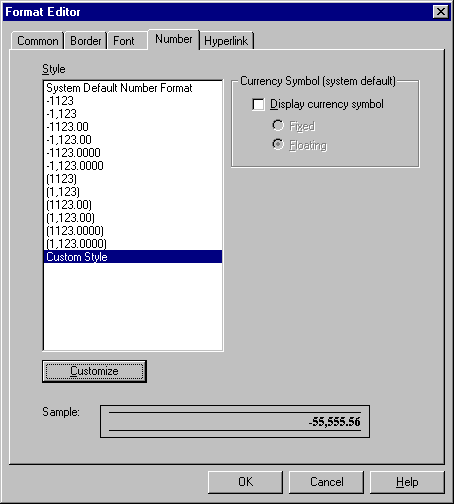 Format Editor
Common Border Font Number Hyperlink
Style
System Default Number Format
-1123
-1,123
-1123.00
-1,123.00
-1123.0000
-1,123.0000
(1123)
(1,123)
(1123.00)
(1,123.00)
(1123.0000)
(1,123.0000)
Custom Style
Currency Symbol (system default)
Display currency symbol
Fixed
Floating
Customize
Sample:
-55,555.56
OK Cancel Help